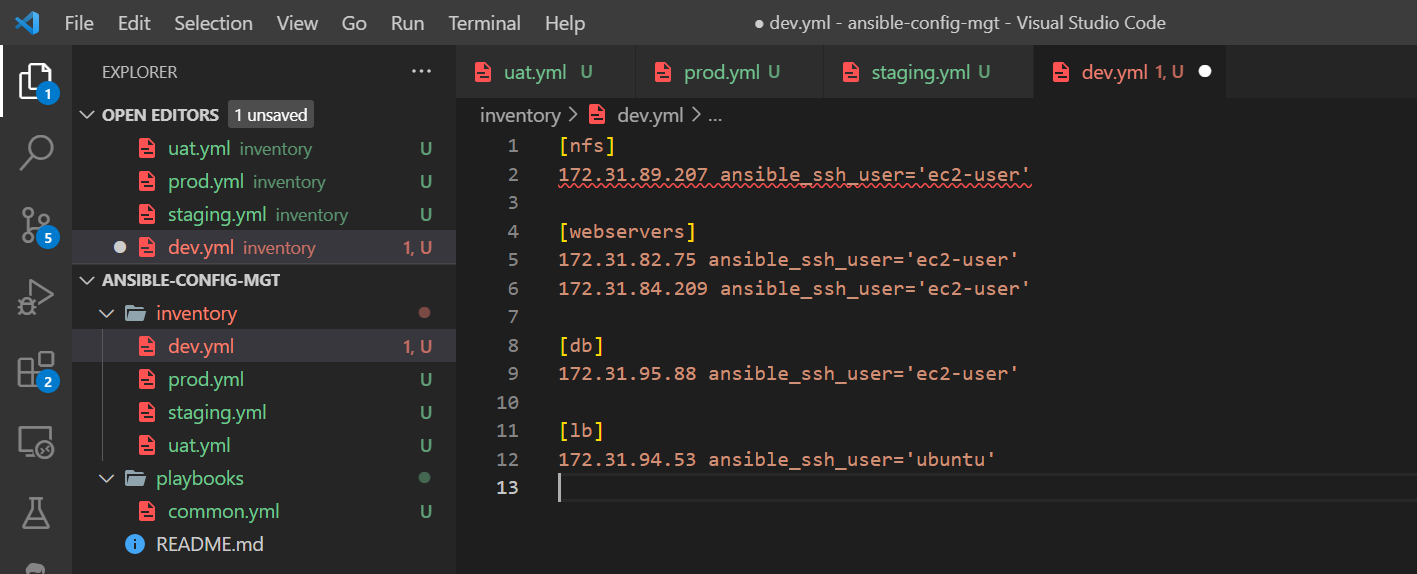 File Edit Selection View Go Run Terminal Help
● dev.yml - ansible-config-mgt - Visual Studio Code
EXPLORER ...
uat.yml U
prod.yml U
staging.yml U
dev.yml 1, U
1
OPEN EDITORS 1 unsaved
uat.yml inventory U
prod.yml inventory U
staging.yml inventory U
dev.yml inventory 1, U
5
ANSIBLE-CONFIG-MGT
inventory
dev.yml 1, U
prod.yml U
staging.yml U
uat.yml U
2
playbooks
common.yml U
README.md
inventory > dev.yml > ...
1 [nfs]
2 172.31.89.207 ansible_ssh_user='ec2-user'
3
4 [webservers]
5 172.31.82.75 ansible_ssh_user='ec2-user'
6 172.31.84.209 ansible_ssh_user='ec2-user'
7
8 [db]
9 172.31.95.88 ansible_ssh_user='ec2-user'
10
11 [lb]
12 172.31.94.53 ansible_ssh_user='ubuntu'
13